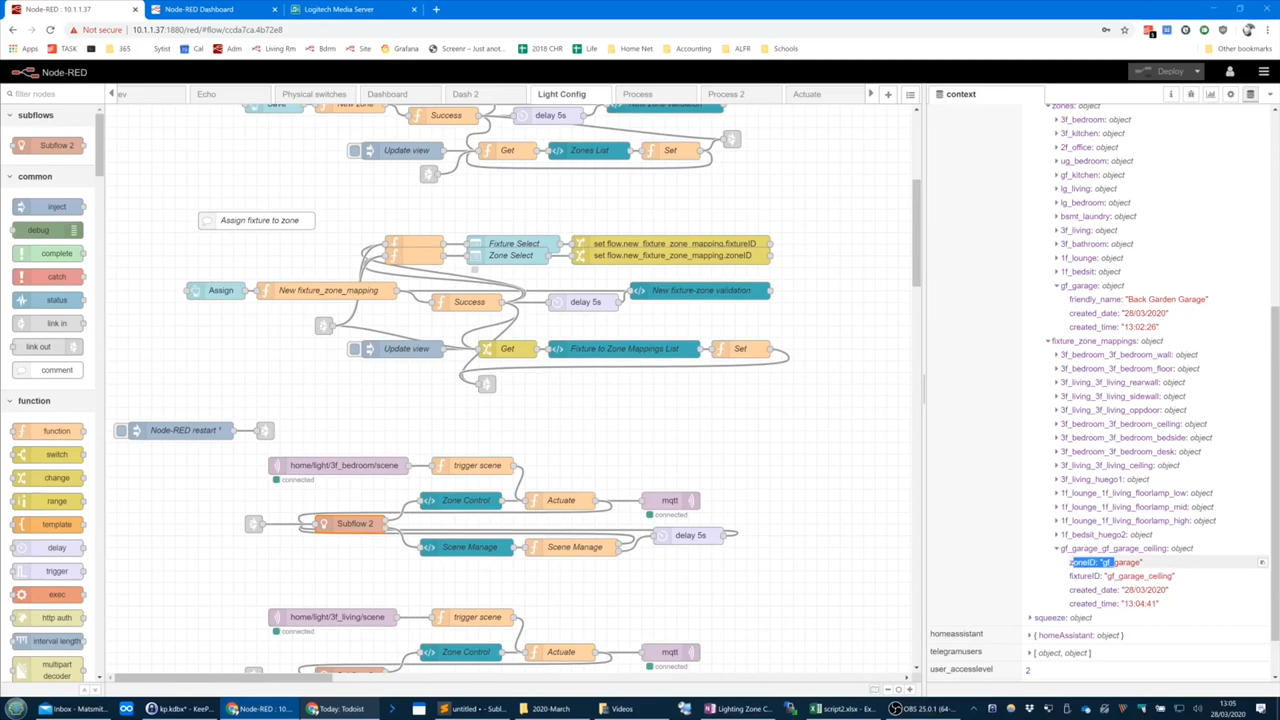 Node-RED : 10.1.1.37
Node-RED Dashboard
Logitech Media Server
Not secure
10.1.1.37:1880/red/#flow/ccda7ca.4b72e8
Apps
TASK
365
Sytist
Cal
Adm
Living Rm
Bdrm
Site
Grafana
Screenr – Just anot...
2018 CHR
Life
Home Net
Accounting
ALFR
Schools
Other bookmarks
Node-RED
Deploy
filter nodes
Echo
Physical switches
Dashboard
Dash 2
Light Config
Process
Process 2
Actuate
context
subflows
Subflow 2
common
inject
debug
complete
catch
status
link in
link out
comment
function
function
switch
change
range
template
delay
trigger
exec
http auth
interval length
multipart
decoder
Success
delay 5s
Update view
Get
Zones List
Set
Assign fixture to zone
Fixture Select
set flow.new_fixture_zone_mapping.fixtureID
Zone Select
set flow.new_fixture_zone_mapping.zoneID
Assign
New fixture_zone_mapping
Success
delay 5s
New fixture-zone validation
Update view
Get
Fixture to Zone Mappings List
Set
Node-RED restart ¹
home/light/3f_bedroom/scene
connected
trigger scene
Zone Control
Actuate
mqtt
connected
Subflow 2
delay 5s
Scene Manage
Scene Manage
home/light/3f_living/scene
connected
trigger scene
Zone Control
Actuate
mqtt
connected
zones: object
3f_bedroom: object
3f_kitchen: object
2f_office: object
ug_bedroom: object
gf_kitchen: object
lg_living: object
lg_bedroom: object
bsmt_laundry: object
3f_living: object
3f_bathroom: object
1f_lounge: object
1f_bedsit: object
gf_garage: object
friendly_name: "Back Garden Garage"
created_date: "28/03/2020"
created_time: "13:02:26"
fixture_zone_mappings: object
3f_bedroom_3f_bedroom_wall: object
3f_bedroom_3f_bedroom_floor: object
3f_living_3f_living_rearwall: object
3f_living_3f_living_sidewall: object
3f_living_3f_living_oppdoor: object
3f_bedroom_3f_bedroom_ceiling: object
3f_bedroom_3f_bedroom_bedside: object
3f_bedroom_3f_bedroom_desk: object
3f_living_3f_living_ceiling: object
3f_living_huego1: object
1f_lounge_1f_living_floorlamp_low: object
1f_lounge_1f_living_floorlamp_mid: object
1f_lounge_1f_living_floorlamp_high: object
1f_bedsit_huego2: object
gf_garage_gf_garage_ceiling: object
zoneID: "gf_garage"
fixtureID: "gf_garage_ceiling"
created_date: "28/03/2020"
created_time: "13:04:41"
squeeze: object
homeassistant
{ homeAssistant: object }
telegramusers
[ object, object ]
user_accesslevel
2
Inbox - Matsmit...
kp.kdbx* - KeeP...
Node-RED : 10....
Today: Todoist
untitled • - Subl...
2020-March
Videos
Lighting Zone C...
script2.xlsx - E...
OBS 25.0.1 (64...
13:05
28/03/2020